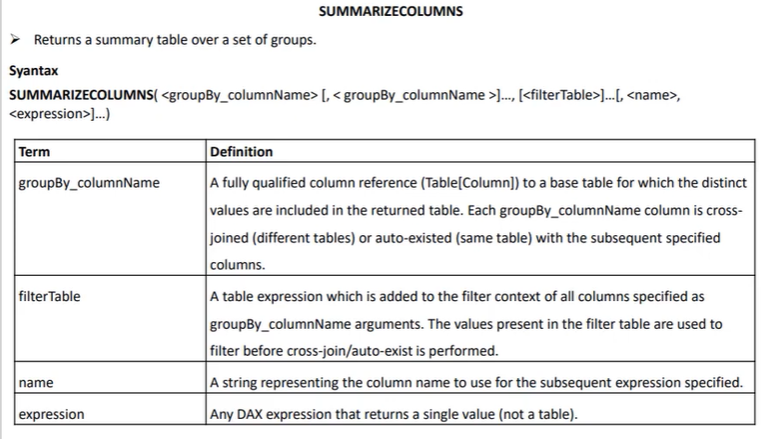 SUMMARIZECOLUMNS
➢ Returns a summary table over a set of groups.
Syantax
SUMMARIZECOLUMNS( <groupBy_columnName> [, < groupBy_columnName >]…, [<filterTable>]…[, <name>,
<expression>]…)
Term Definition
groupBy_columnName A fully qualified column reference (Table[Column]) to a base table for which the distinct
values are included in the returned table. Each groupBy_columnName column is cross-
joined (different tables) or auto-existed (same table) with the subsequent specified
columns.
filterTable A table expression which is added to the filter context of all columns specified as
groupBy_columnName arguments. The values present in the filter table are used to
filter before cross-join/auto-exist is performed.
name A string representing the column name to use for the subsequent expression specified.
expression Any DAX expression that returns a single value (not a table).